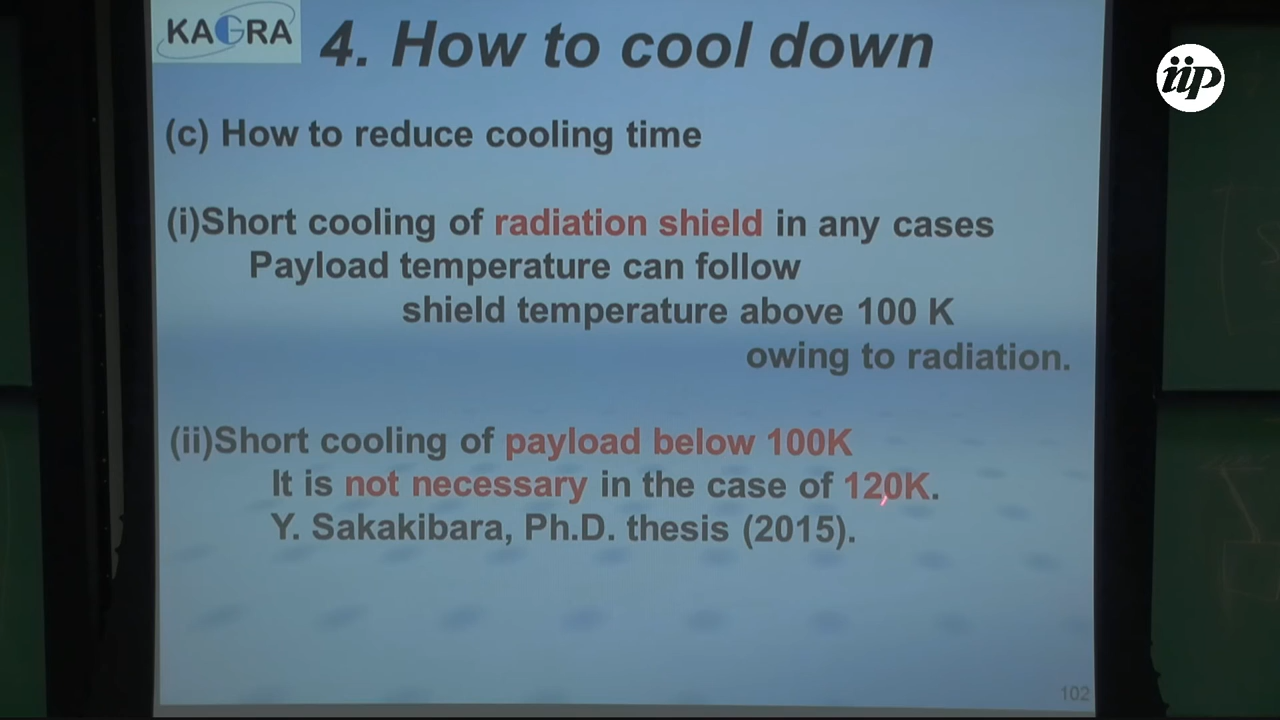 KAGRA
4. How to cool down
iip
(c) How to reduce cooling time
(i)Short cooling of radiation shield in any cases
Payload temperature can follow
shield temperature above 100 K
owing to radiation.
(ii)Short cooling of payload below 100K
It is not necessary in the case of 120K.
Y. Sakakibara, Ph.D. thesis (2015).
102